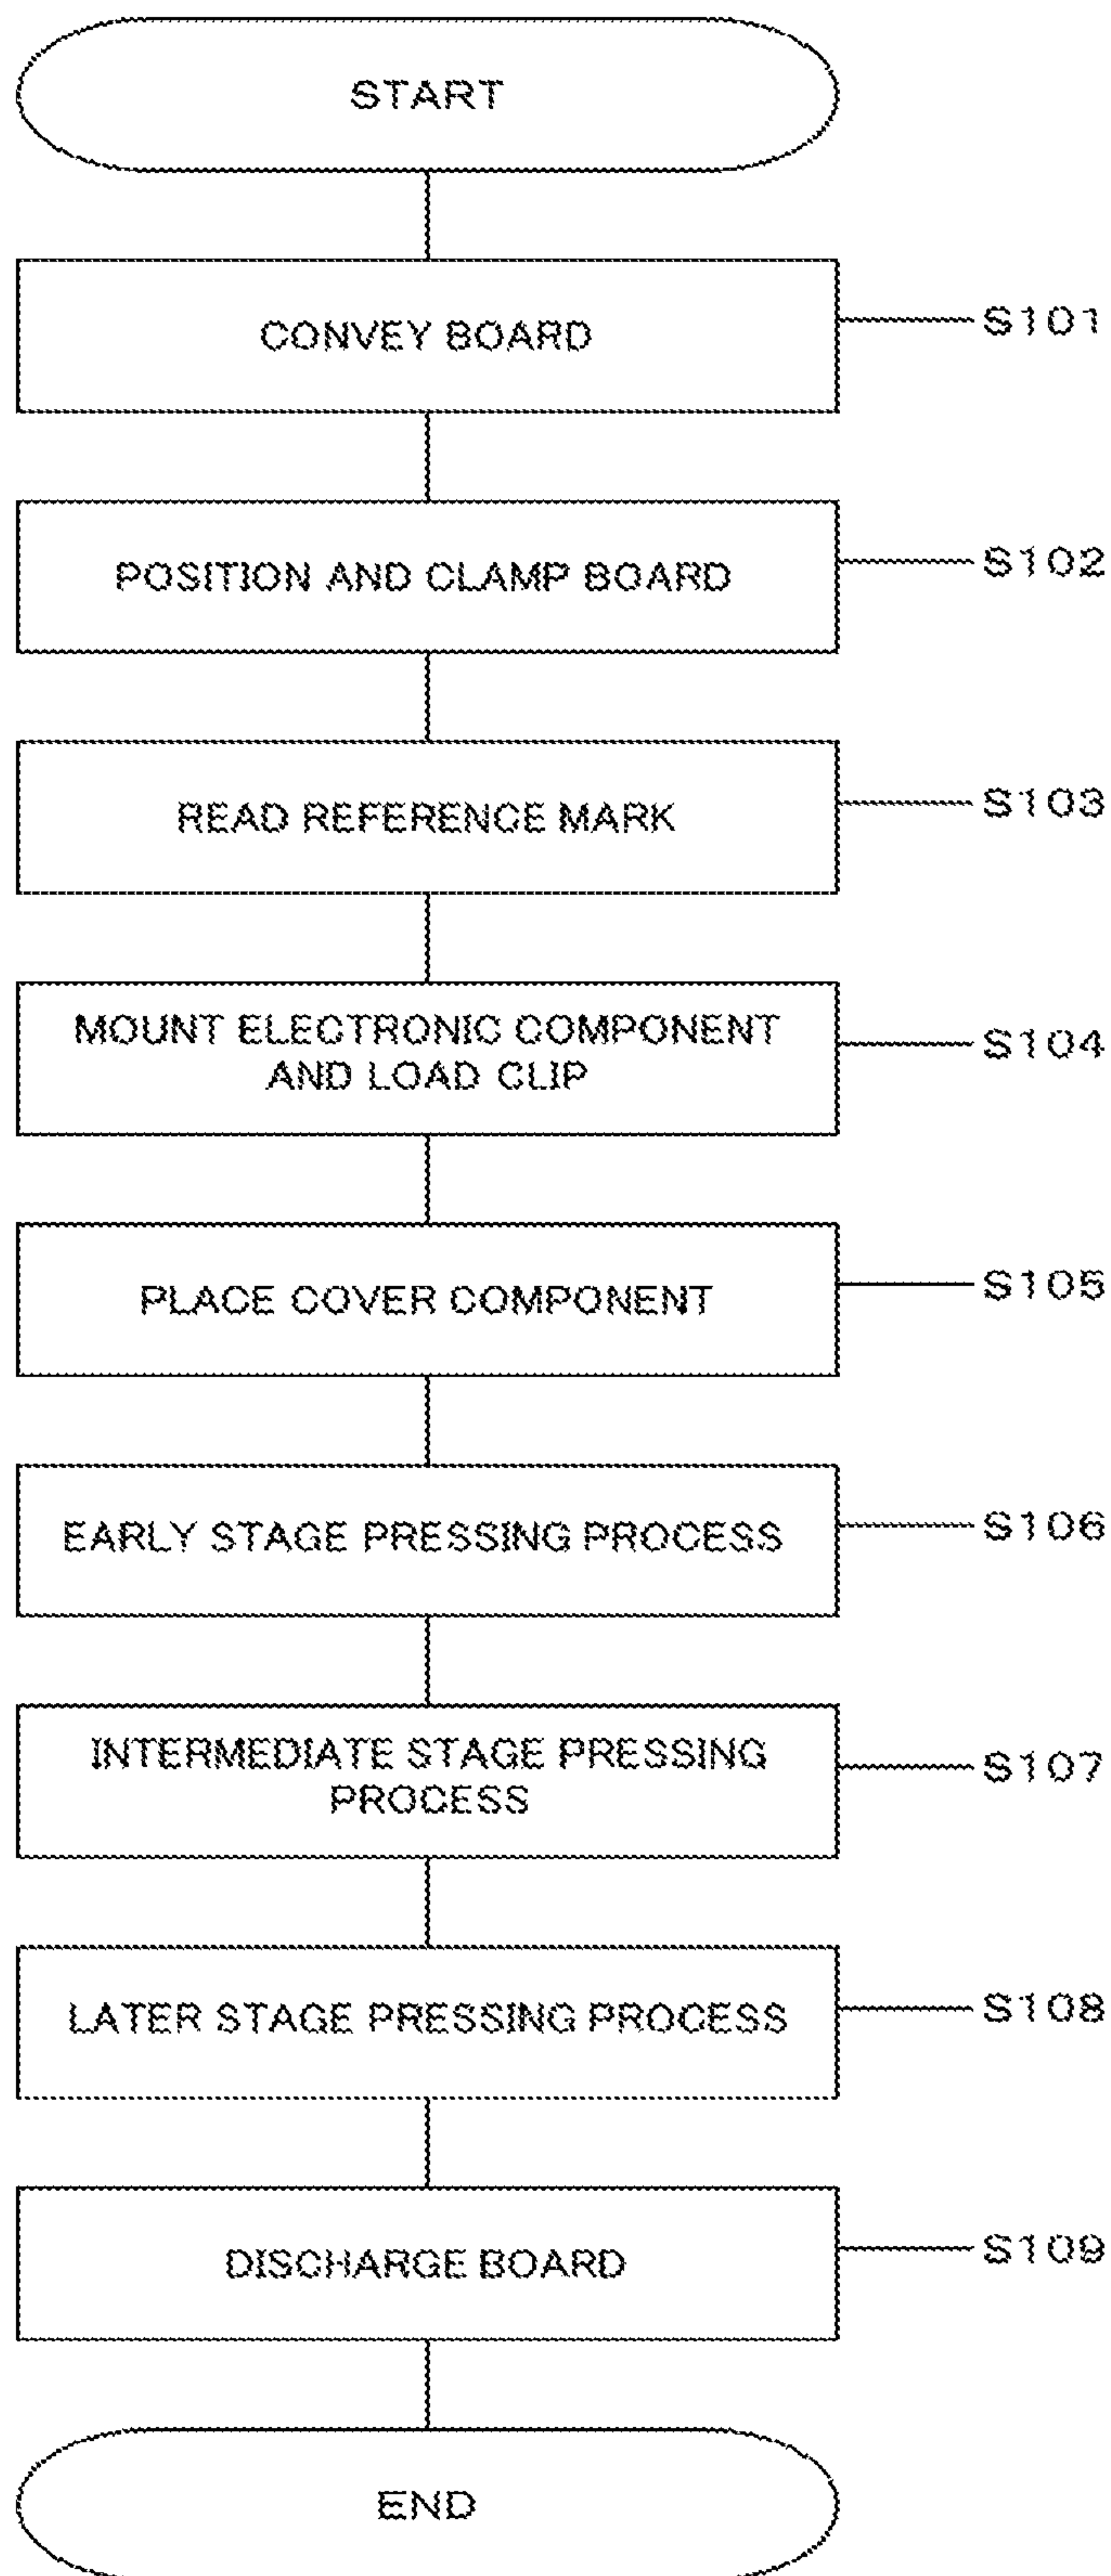 START
CONVEY BOARD
S101
POSITION AND CLAMP BOARD
S102
READ REFERENCE MARK
S103
MOUNT ELECTRONIC COMPONENT
AND LOAD CLIP
S104
PLACE COVER COMPONENT
S105
EARLY STAGE PRESSING PROCESS
S106
INTERMEDIATE STAGE PRESSING
PROCESS
S107
LATER STAGE PRESSING PROCESS
S108
DISCHARGE BOARD
S109
END